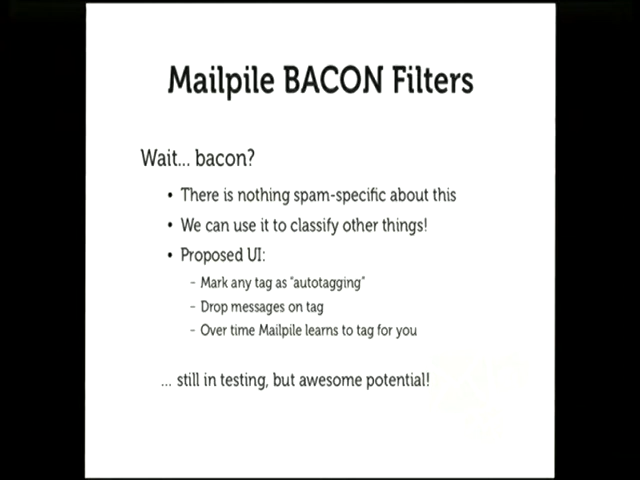 Mailpile BACON Filters
Wait... bacon?
• There is nothing spam-specific about this
• We can use it to classify other things!
• Proposed UI:
– Mark any tag as "autotagging"
– Drop messages on tag
– Over time Mailpile learns to tag for you
... still in testing, but awesome potential!